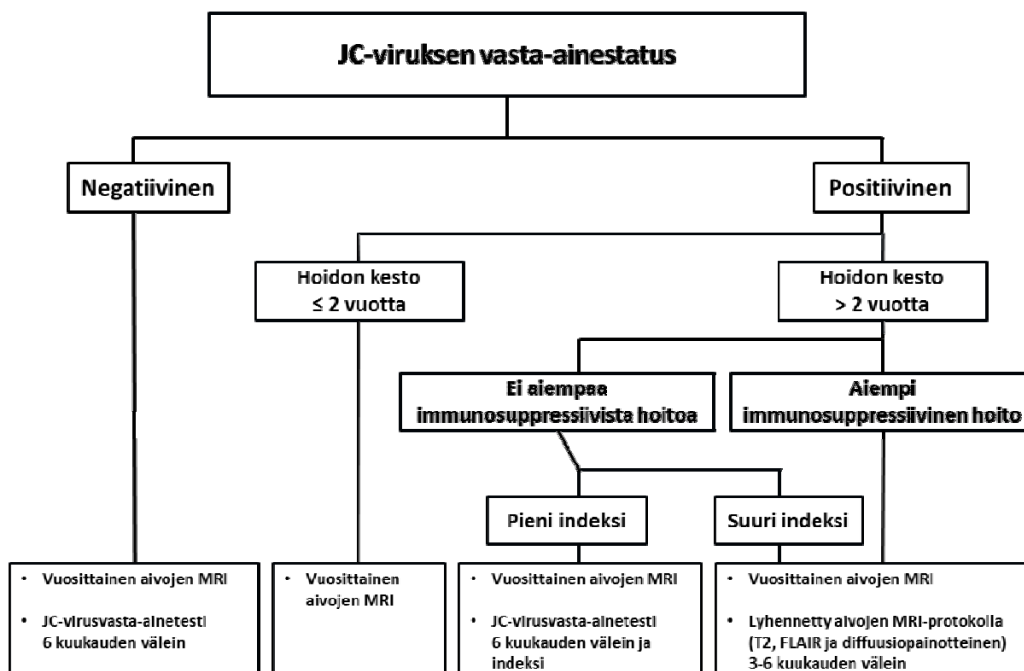 JC-viruksen vasta-ainestatus
Negatiivinen
Positiivinen
Hoidon kesto
≤ 2 vuotta
Hoidon kesto
> 2 vuotta
Ei aiempaa
immunosuppressiivista hoitoa
Aiempi
immunosuppressiivinen hoito
Pieni indeksi
Suuri indeksi
• Vuosittainen aivojen MRI
• JC-virusvasta-ainetesti
6 kuukauden välein
• Vuosittainen
aivojen MRI
• Vuosittainen aivojen MRI
• JC-virusvasta-ainetesti
6 kuukauden välein ja
indeksi
• Vuosittainen aivojen MRI
• Lyhennetty aivojen MRI-protokolla
(T2, FLAIR ja diffuusiopainotteinen)
3-6 kuukauden välein